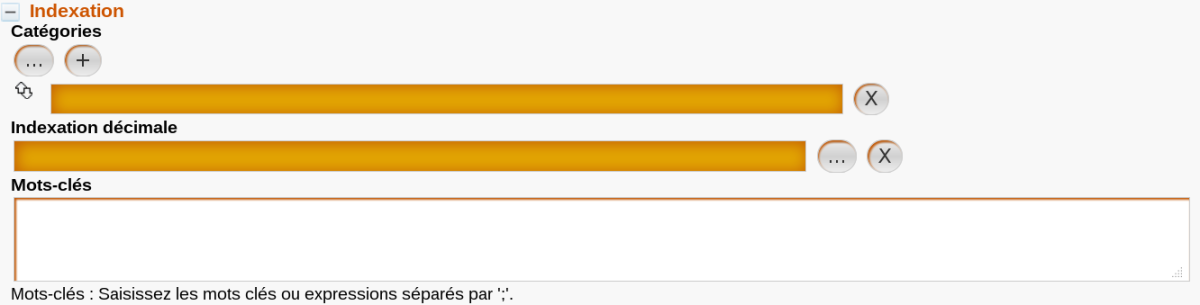 Indexation
Catégories
... +
X
Indexation décimale
... X
Mots-clés
Mots-clés : Saisissez les mots clés ou expressions séparés par ';'.